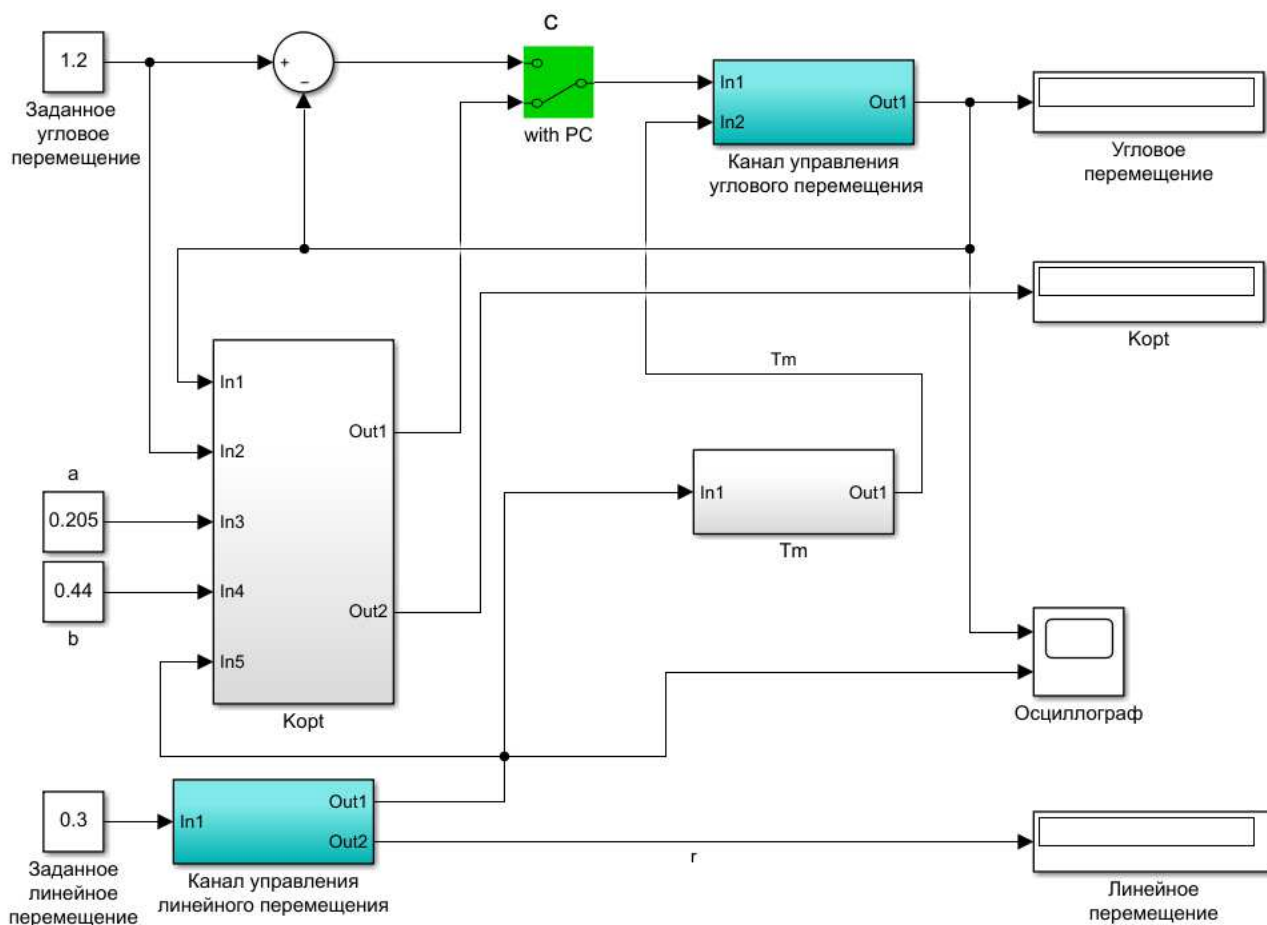 C
1.2
+
−
with PC
In1
In2
Out1
Заданное
угловое
перемещение
Канал управления
углового перемещения
Угловое
перемещение
Kopt
In1
In2
In3
In4
In5
Out1
Out2
Kopt
a
0.205
0.44
b
Tm
In1
Out1
Tm
Осциллограф
0.3
Заданное
линейное
перемещение
In1
Out1
Out2
Канал управления
линейного перемещения
r
Линейное
перемещение